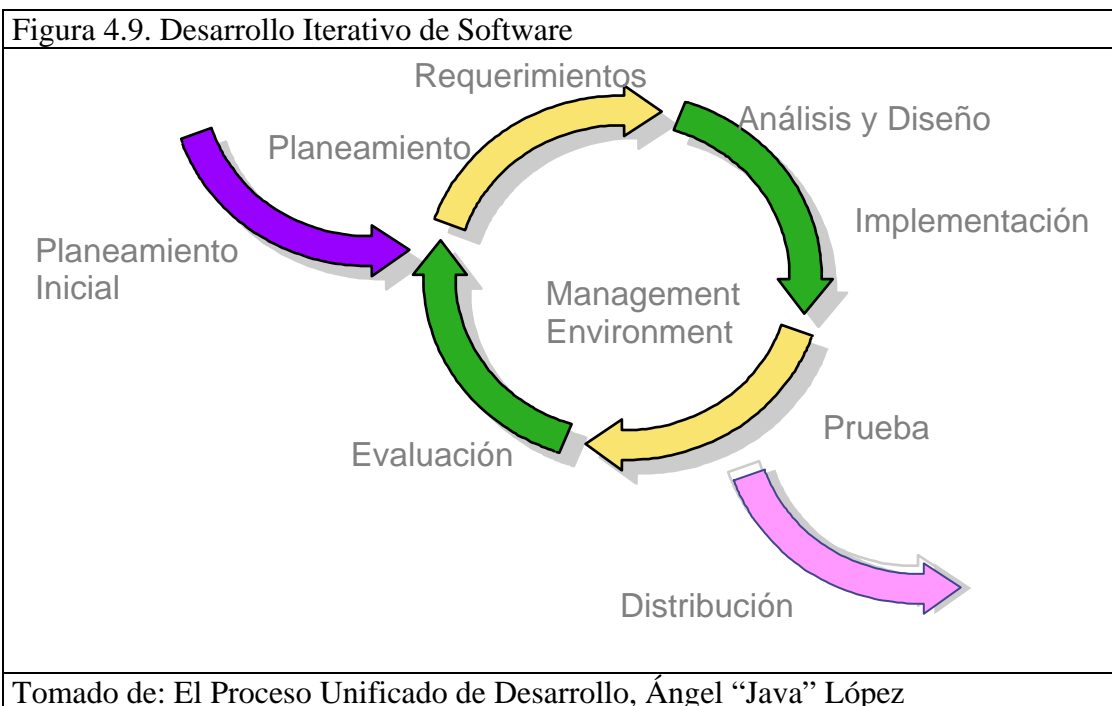 Figura 4.9. Desarrollo Iterativo de Software
Requerimientos
Análisis y Diseño
Planeamiento
Implementación
Planeamiento
Inicial
Management
Environment
Prueba
Evaluación
Distribución
Tomado de: El Proceso Unificado de Desarrollo, Ángel “Java” López